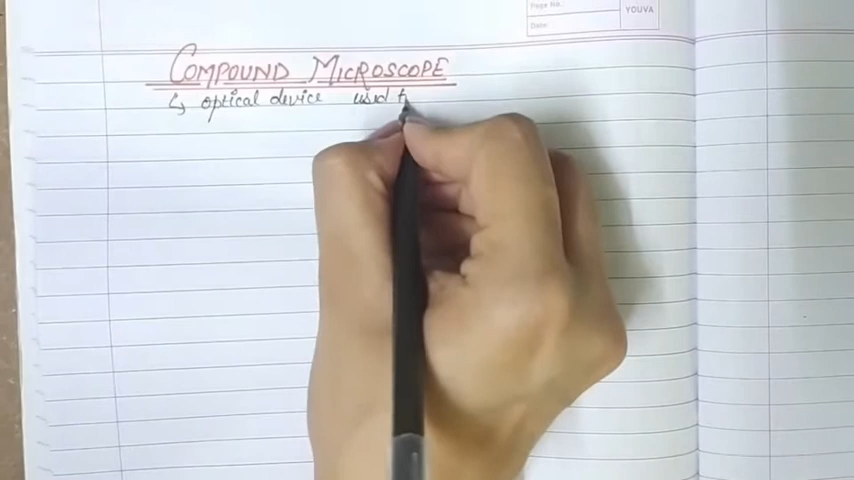 Page No.
Date:
YOUVA
COMPOUND MICROSCOPE
↳ optical device used t